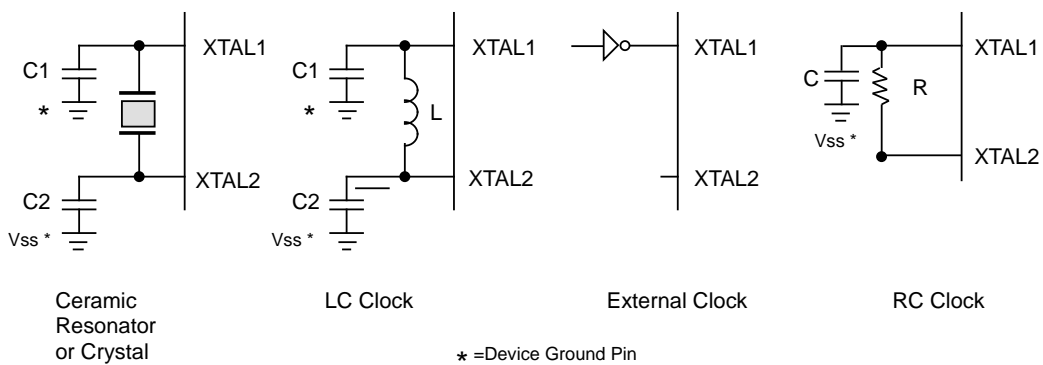 XTAL1
C1
*
XTAL2
C2
Vss *
Ceramic
Resonator
or Crystal
XTAL1
C1
*
L
XTAL2
C2
Vss *
LC Clock
XTAL1
XTAL2
External Clock
XTAL1
C
R
Vss *
XTAL2
RC Clock
* =Device Ground Pin